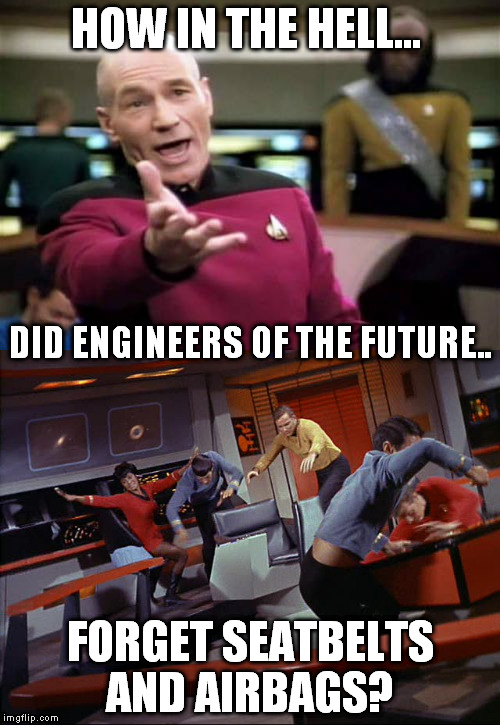 HOW IN THE HELL...
DID ENGINEERS OF THE FUTURE..
FORGET SEATBELTS
AND AIRBAGS?
imgflip.com